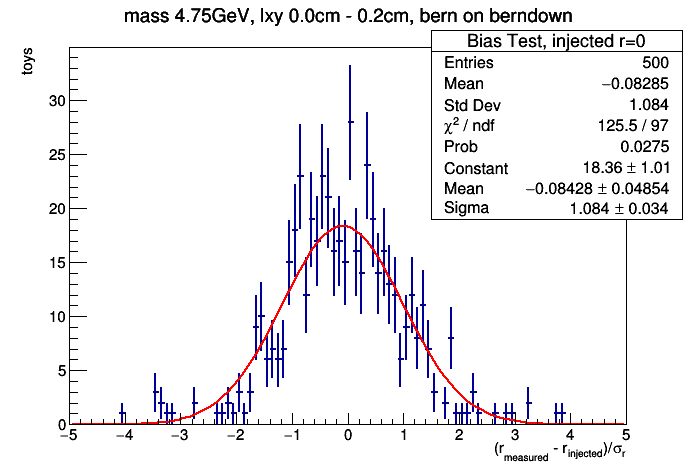 mass 4.75GeV, lxy 0.0cm - 0.2cm, bern on berndown
Bias Test, injected r=0
Entries 500
Mean −0.08285
Std Dev 1.084
χ² / ndf 125.5 / 97
Prob 0.0275
Constant 18.36 ± 1.01
Mean −0.08428 ± 0.04854
Sigma 1.084 ± 0.034
toys
30
25
20
15
10
5
0
−5 −4 −3 −2 −1 0 1 2 3 4 5
(r_measured - r_injected)/σ_r